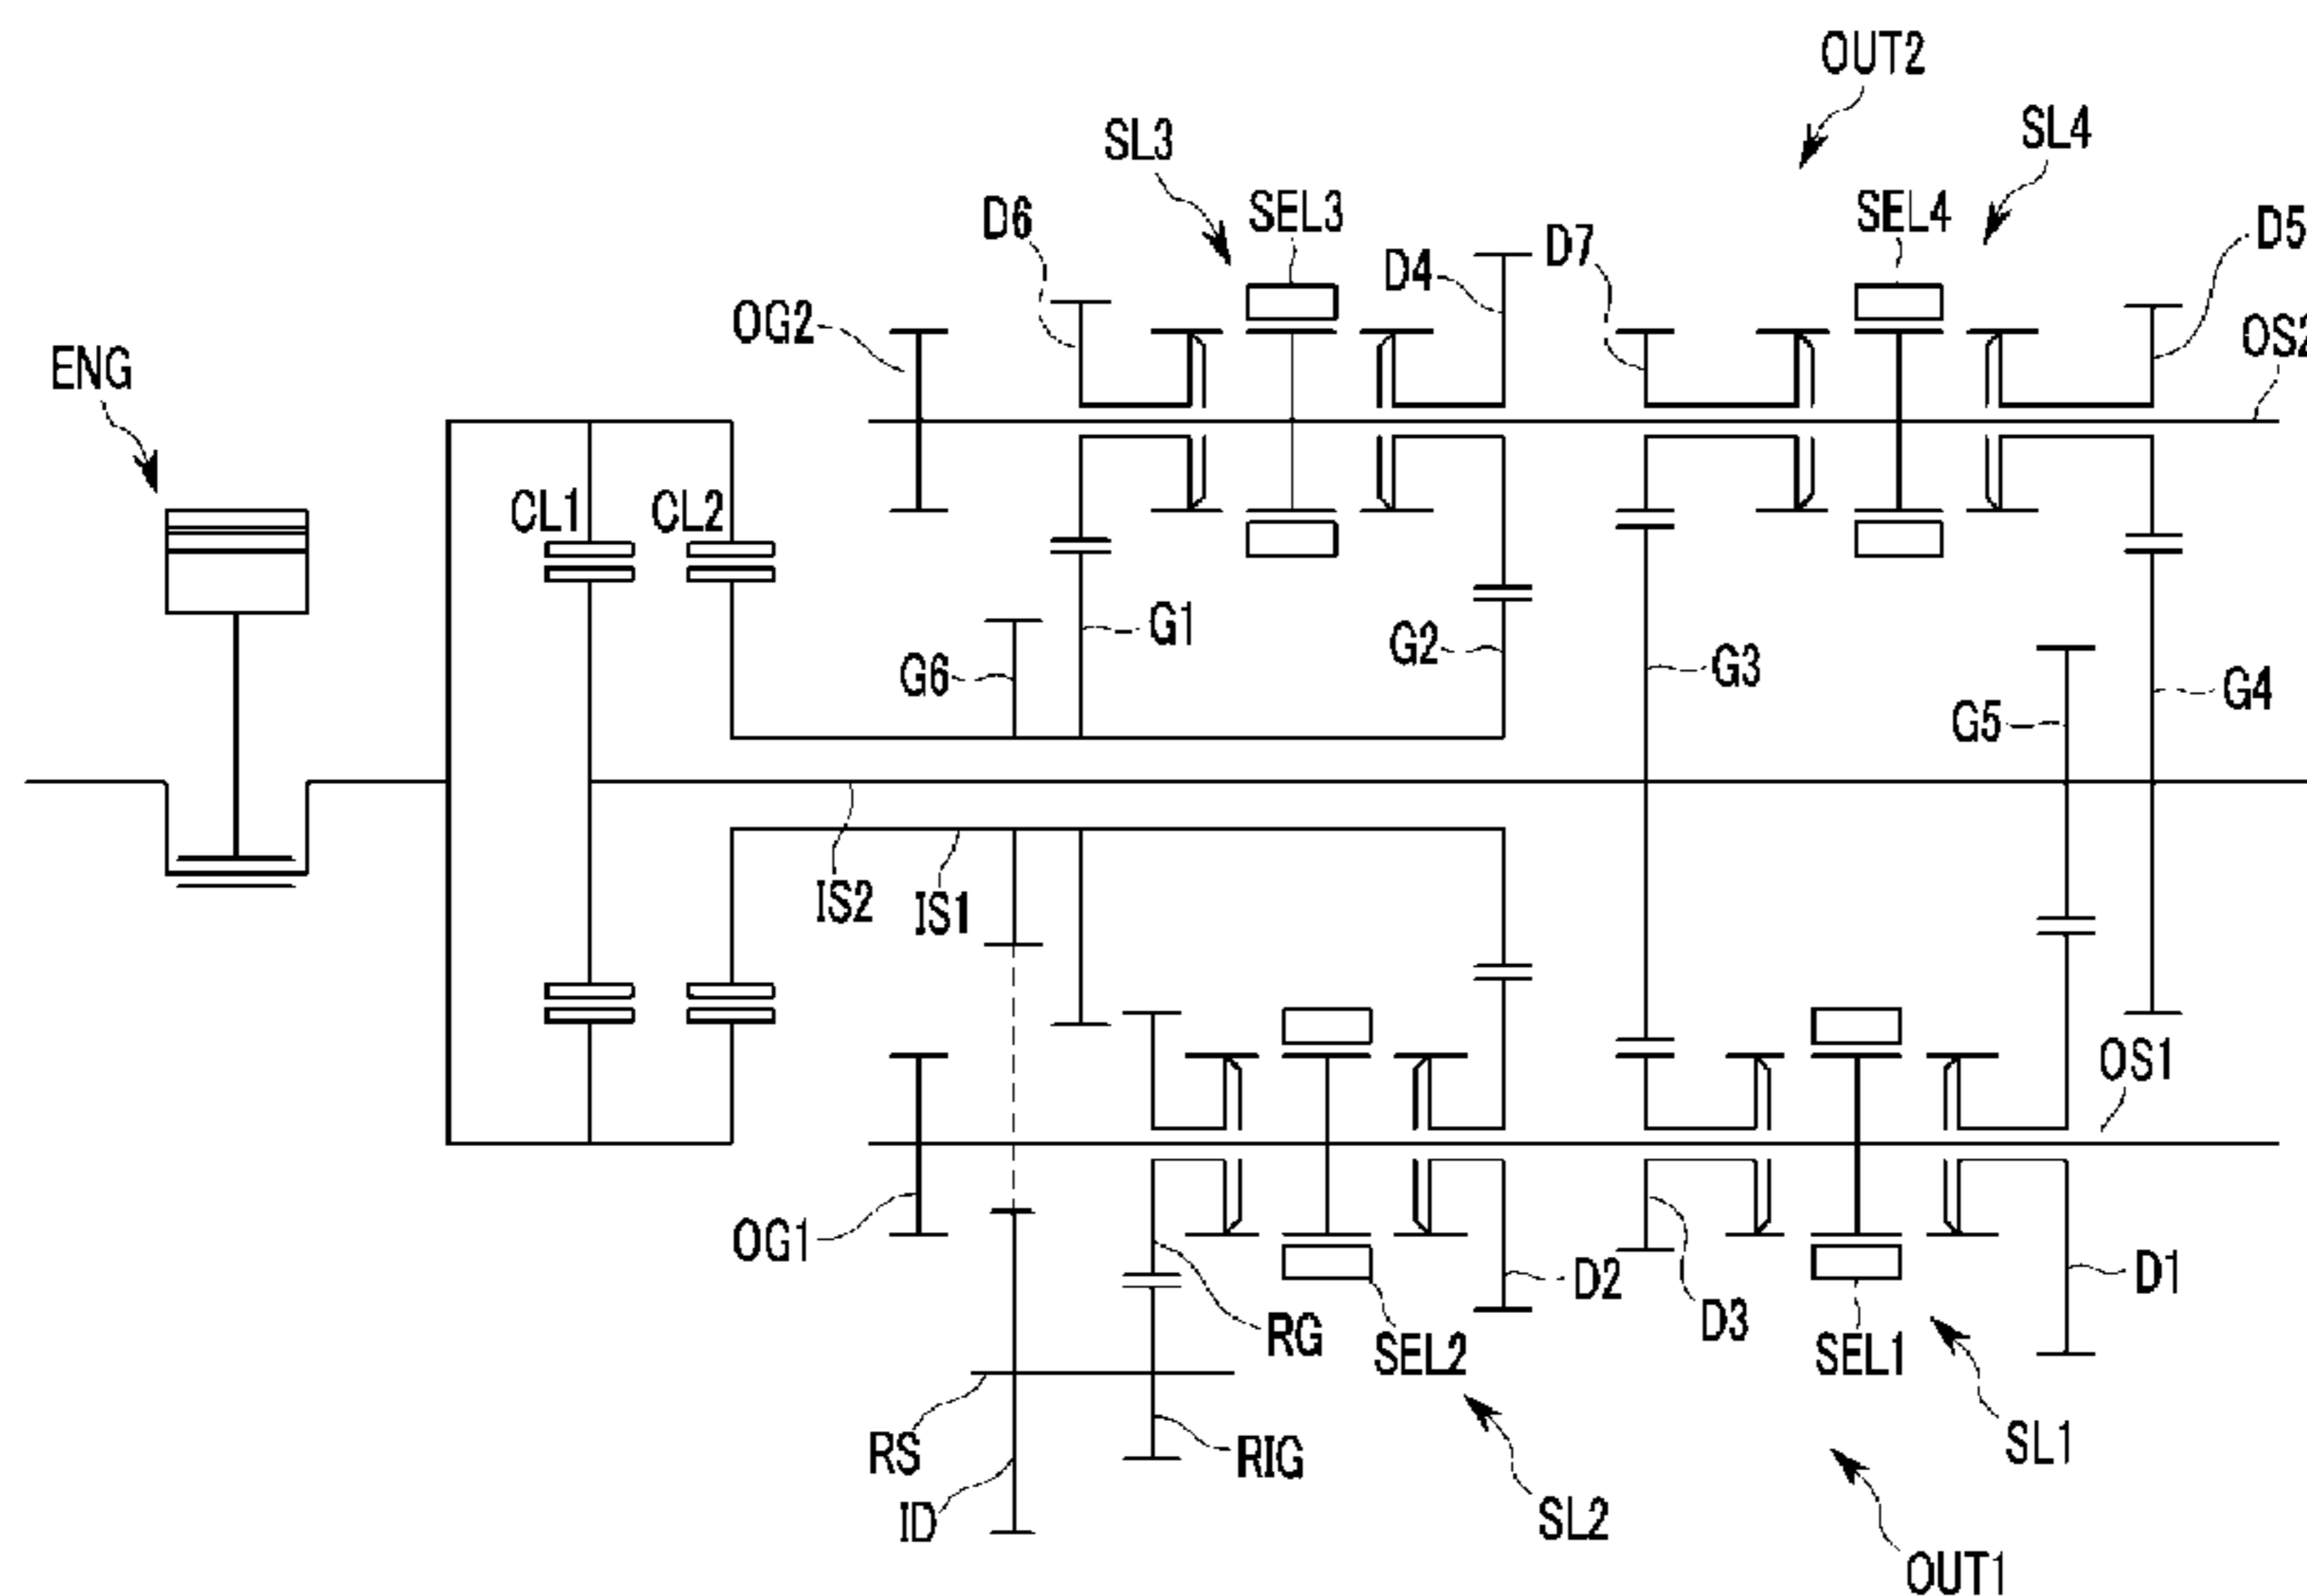 OUT2
SL3
SL4
SEL3
SEL4
D6
D4
D7
D5
OG2
OS2
ENG
CL1
CL2
G1
G2
G3
G6
G4
G5
IS2
IS1
OS1
OG1
D2
D3
D1
RG
SEL2
SEL1
RS
RIG
SL1
ID
SL2
OUT1